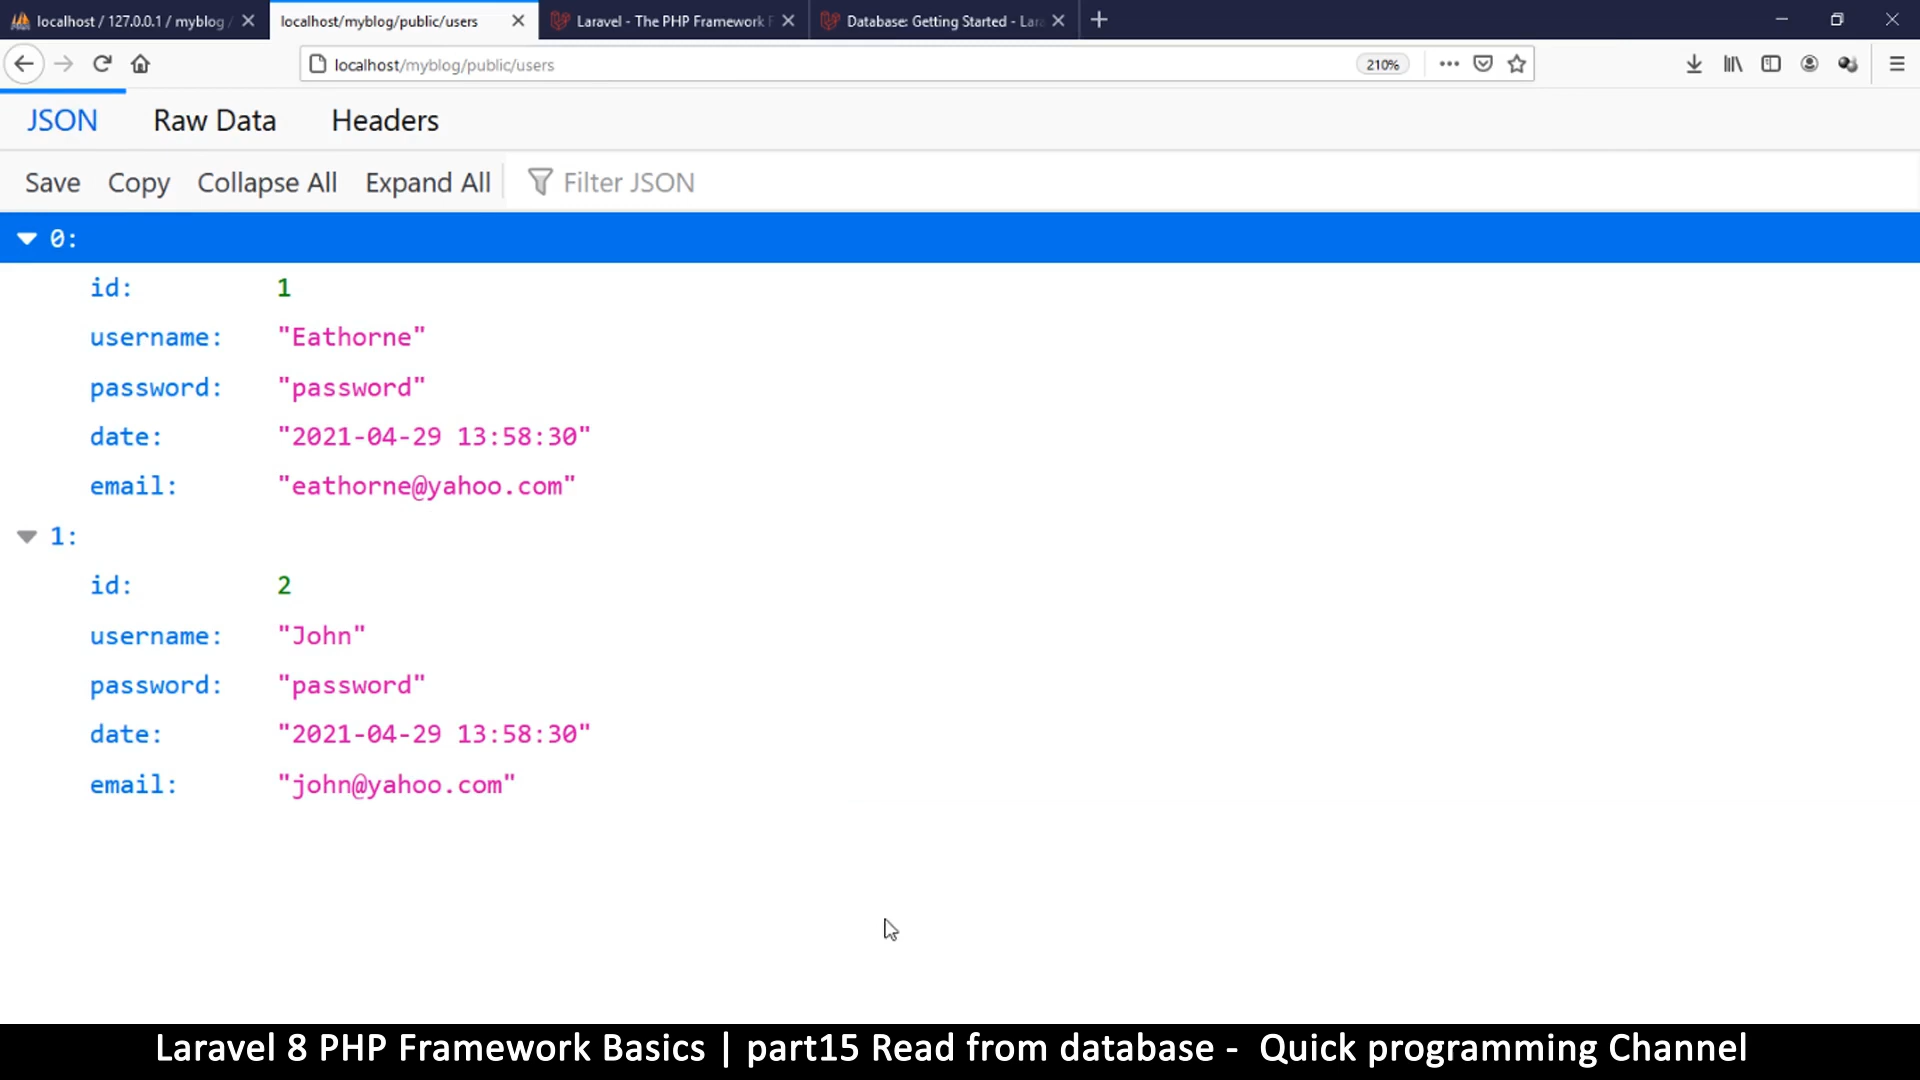 localhost / 127.0.0.1 / myblog / localhost/myblog/public/users Laravel - The PHP Framework F Database: Getting Started - Lara
localhost/myblog/public/users 210%
JSON Raw Data Headers
Save Copy Collapse All Expand All Filter JSON
0:
id: 1
username: "Eathorne"
password: "password"
date: "2021-04-29 13:58:30"
email: "eathorne@yahoo.com"
1:
id: 2
username: "John"
password: "password"
date: "2021-04-29 13:58:30"
email: "john@yahoo.com"
Laravel 8 PHP Framework Basics | part15 Read from database - Quick programming Channel